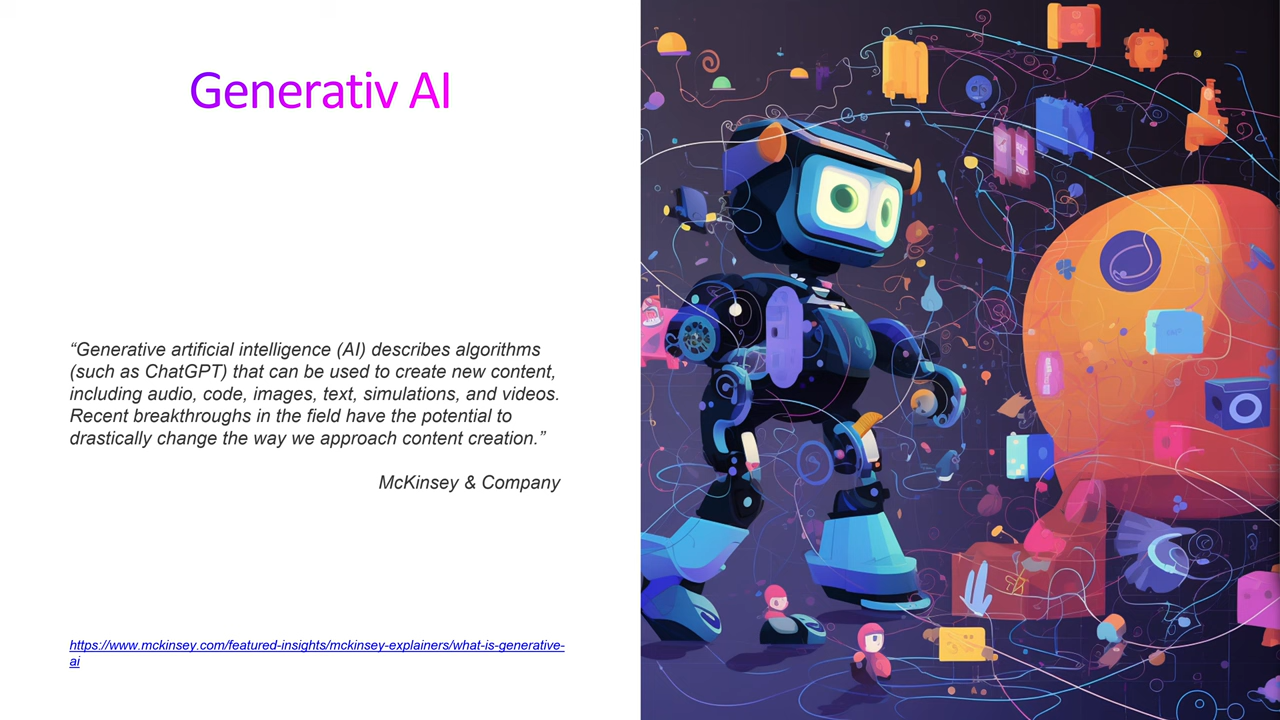 Generativ AI
“Generative artificial intelligence (AI) describes algorithms
(such as ChatGPT) that can be used to create new content,
including audio, code, images, text, simulations, and videos.
Recent breakthroughs in the field have the potential to
drastically change the way we approach content creation.”
McKinsey & Company
https://www.mckinsey.com/featured-insights/mckinsey-explainers/what-is-generative-
ai